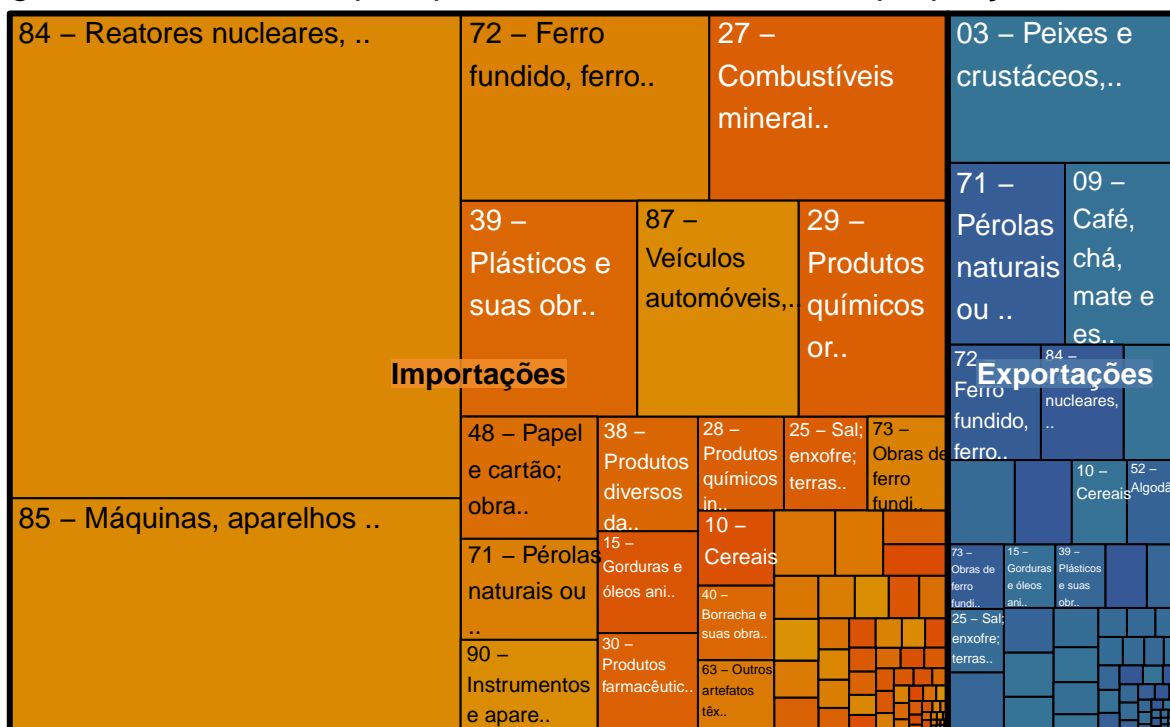 84 – Reatores nucleares, ..
85 – Máquinas, aparelhos ..
72 – Ferro
fundido, ferro..
27 –
Combustíveis
minerai..
39 –
Plásticos e
suas obr..
87 –
Veículos
automóveis,..
29 –
Produtos
químicos
or..
Importações
48 – Papel
e cartão;
obra..
38 –
Produtos
diversos
da..
28 –
Produtos
químicos
in..
25 – Sal;
enxofre;
terras..
73 –
Obras de
ferro
fundi..
71 – Pérolas
naturais ou
..
15 –
Gorduras e
óleos ani..
10 –
Cereais
40 –
Borracha e
suas obra..
90 –
Instrumentos
e apare..
30 –
Produtos
farmacêutic..
63 – Outros
artefatos
têx..
03 – Peixes e
crustáceos,..
71 –
Pérolas
naturais
ou ..
09 –
Café,
chá,
mate e
es..
Exportações
72 –
Ferro
fundido,
ferro..
84 –
nucleares,
..
10 –
Cereais
52 –
Algodã
73 –
Obras de
ferro
fundi..
15 –
Gorduras
e óleos
ani..
39 –
Plásticos
e suas
obr..
25 – Sal;
enxofre;
terras..